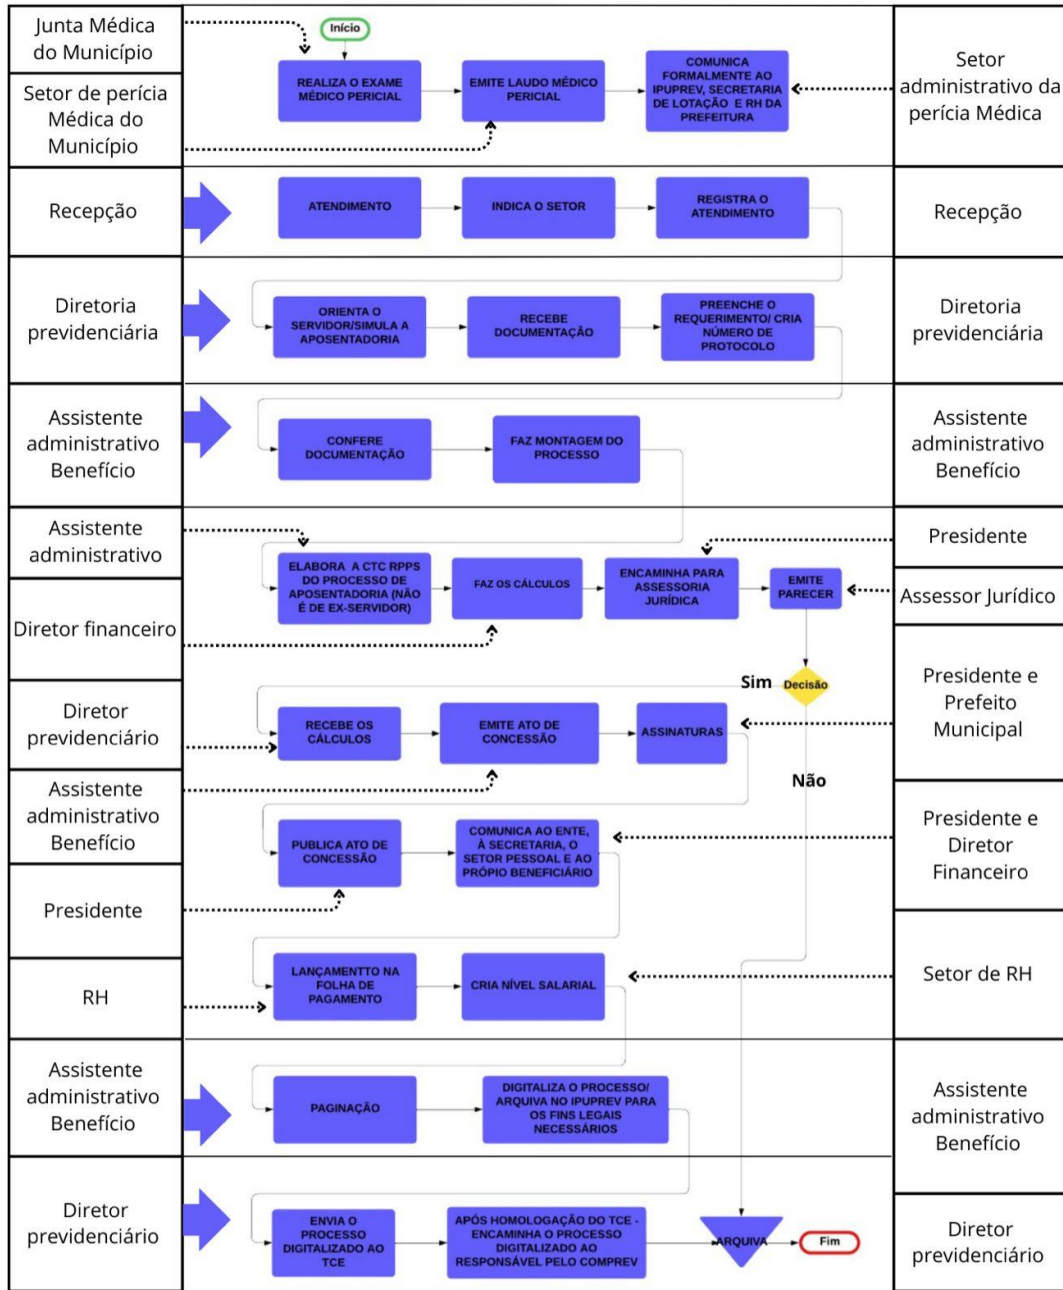 Junta Médica
do Município
Início
REALIZA O EXAME
MÉDICO PERICIAL
EMITE LAUDO MÉDICO
PERICIAL
COMUNICA
FORMALMENTE AO
IPUPREV, SECRETARIA
DE LOTAÇÃO E RH DA
PREFEITURA
Setor
administrativo da
perícia Médica
Setor de perícia
Médica do
Município
Recepção
ATENDIMENTO
INDICA O SETOR
REGISTRA O
ATENDIMENTO
Recepção
Diretoria
previdenciária
ORIENTA O
SERVIDOR/SIMULA A
APOSENTADORIA
RECEBE
DOCUMENTAÇÃO
PREENCHE O
REQUERIMENTO/ CRIA
NÚMERO DE
PROTOCOLO
Diretoria
previdenciária
Assistente
administrativo
Benefício
CONFERE
DOCUMENTAÇÃO
FAZ MONTAGEM DO
PROCESSO
Assistente
administrativo
Benefício
Assistente
administrativo
ELABORA A CTC RPPS
DO PROCESSO DE
APOSENTADORIA (NÃO
É DE EX-SERVIDOR)
FAZ OS CÁLCULOS
ENCAMINHA PARA
ASSESSORIA
JURÍDICA
EMITE
PARECER
Presidente
Assessor Jurídico
Diretor financeiro
Sim
Decisão
Diretor
previdenciário
RECEBE OS
CÁLCULOS
EMITE ATO DE
CONCESSÃO
ASSINATURAS
Presidente e
Prefeito
Municipal
Não
Assistente
administrativo
Benefício
PUBLICA ATO DE
CONCESSÃO
COMUNICA AO ENTE,
À SECRETARIA, O
SETOR PESSOAL E AO
PRÓPIO BENEFICIÁRIO
Presidente e
Diretor
Financeiro
Presidente
RH
LANÇAMENTTO NA
FOLHA DE
PAGAMENTO
CRIA NÍVEL SALARIAL
Setor de RH
Assistente
administrativo
Benefício
PAGINAÇÃO
DIGITALIZA O PROCESSO/
ARQUIVA NO IPUPREV PARA
OS FINS LEGAIS
NECESSÁRIOS
Assistente
administrativo
Benefício
Diretor
previdenciário
ENVIA O
PROCESSO
DIGITALIZADO AO
TCE
APÓS HOMOLOGAÇÃO DO TCE -
ENCAMINHA O PROCESSO
DIGITALIZADO AO
RESPONSÁVEL PELO COMPREV
ARQUIVA
Fim
Diretor
previdenciário